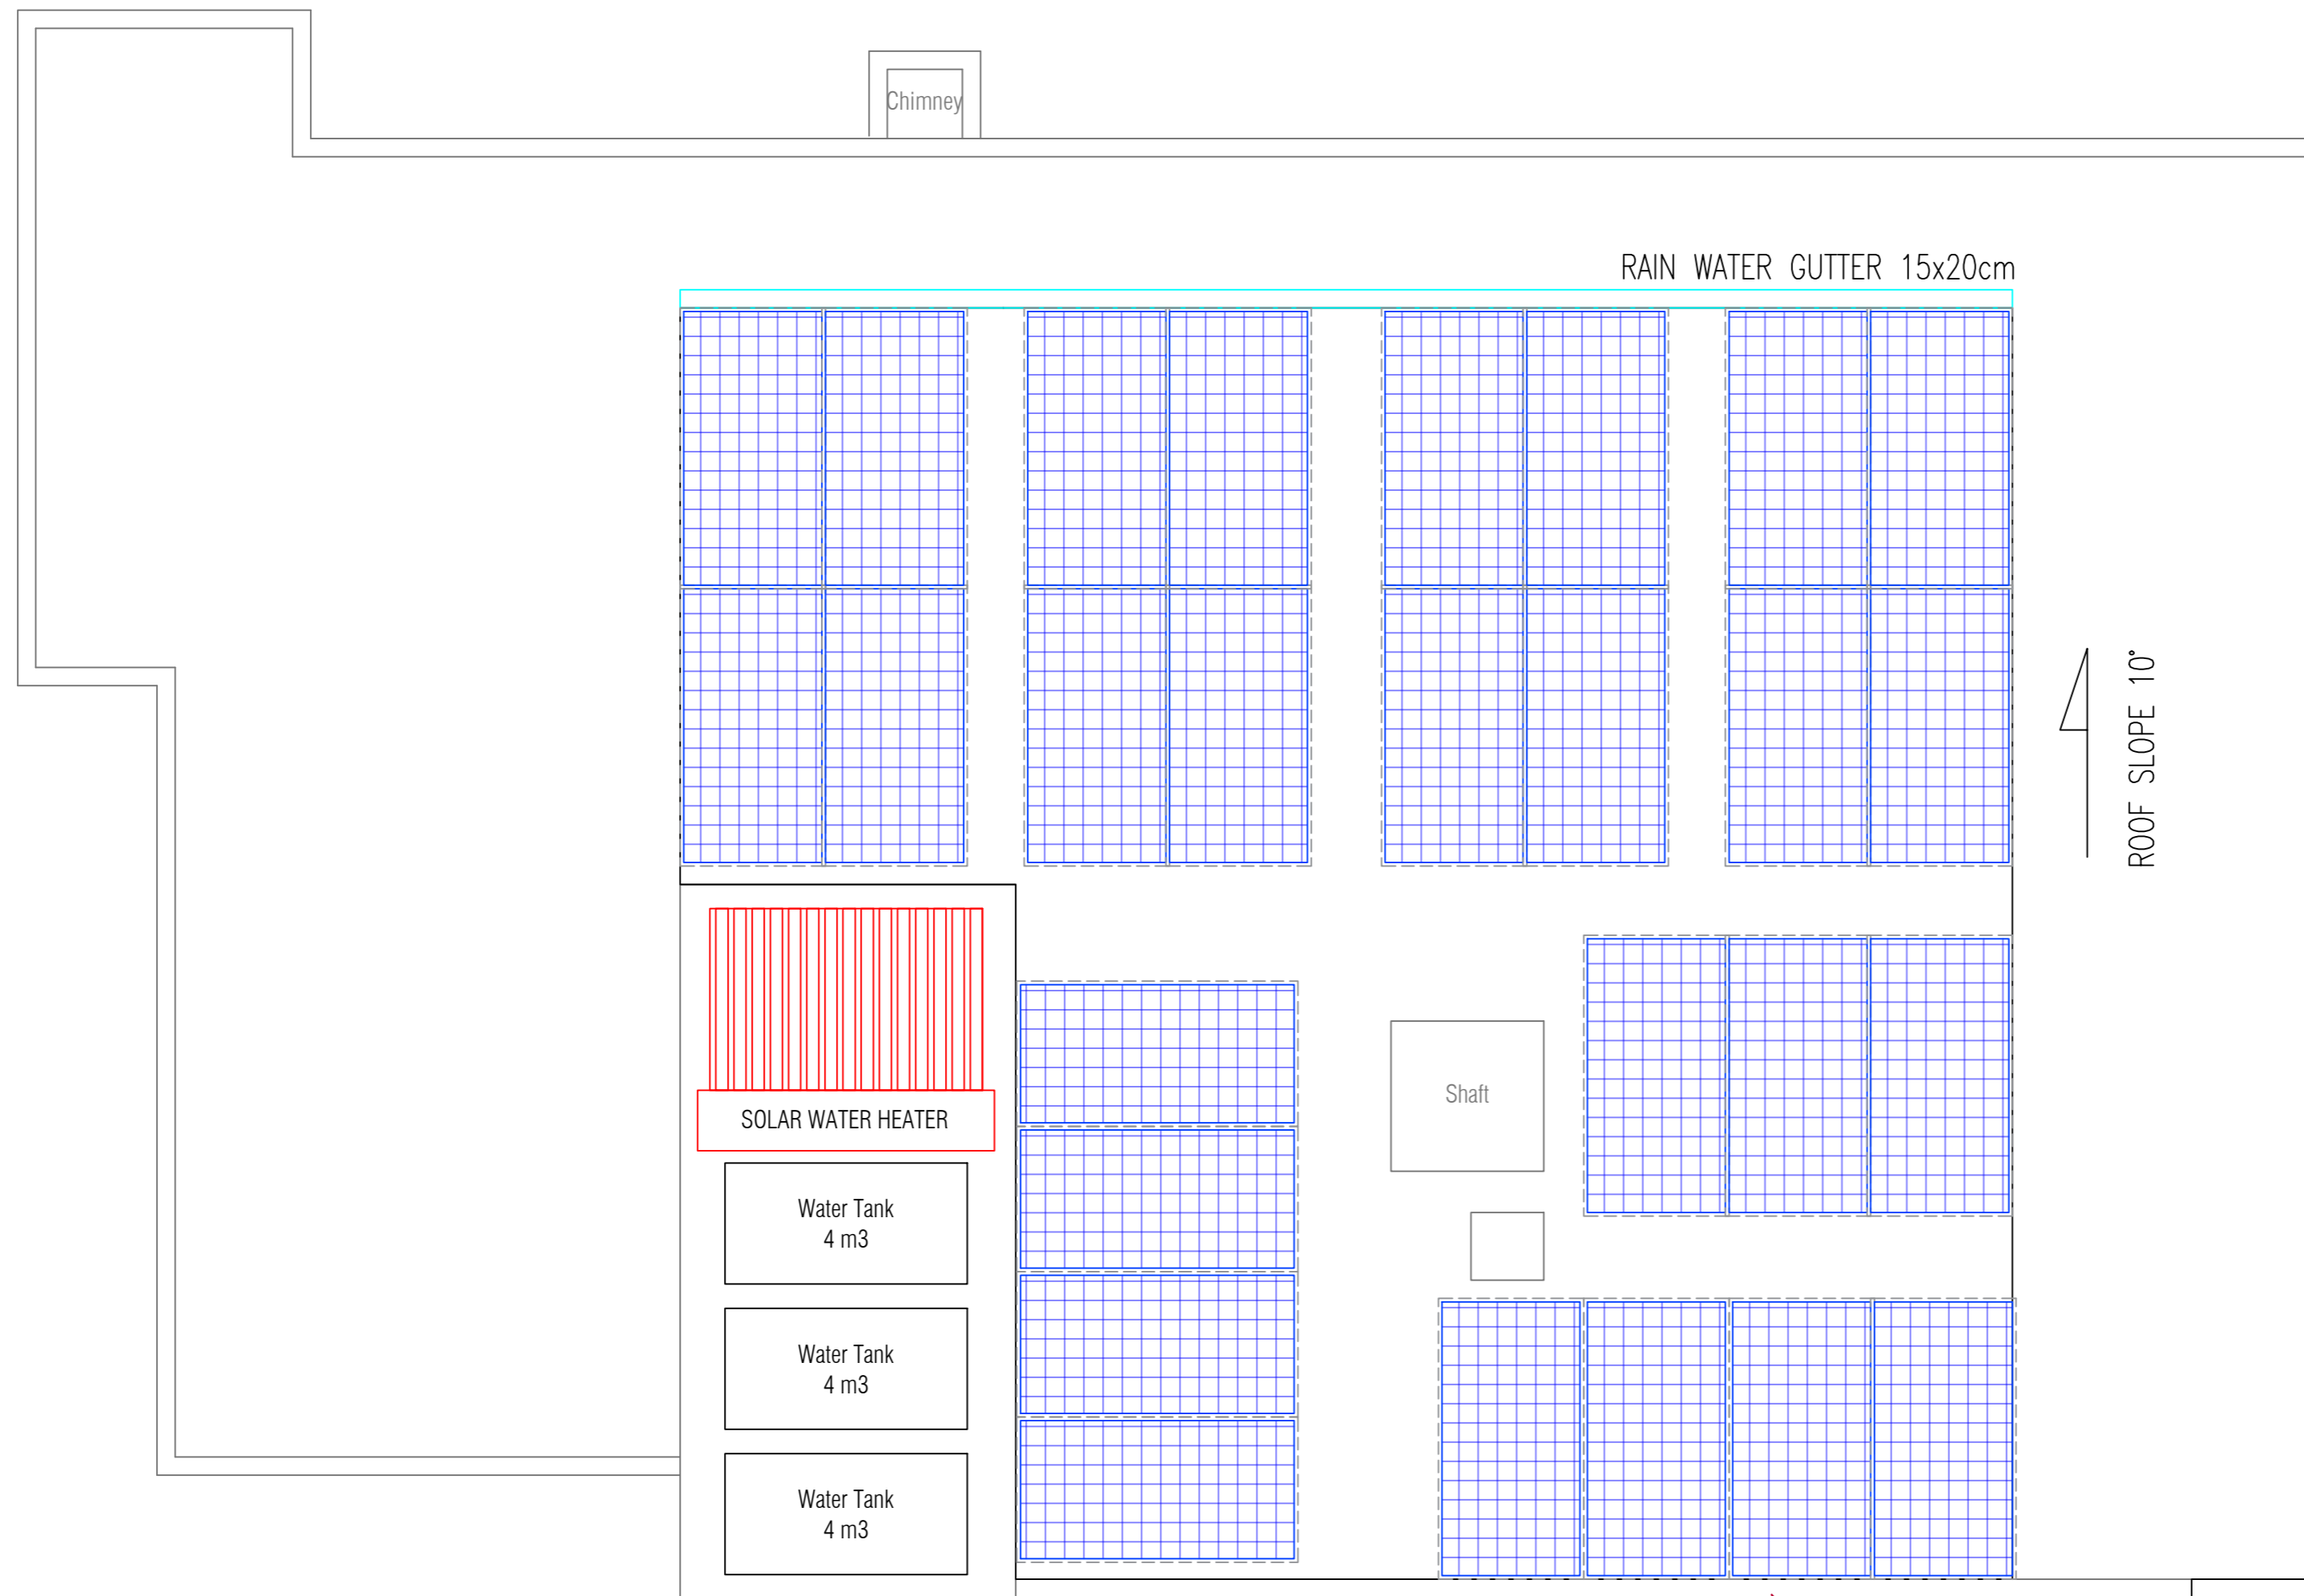 Chimney
RAIN WATER GUTTER 15x20cm
ROOF SLOPE 10°
SOLAR WATER HEATER
Shaft
Water Tank
4 m3
Water Tank
4 m3
Water Tank
4 m3